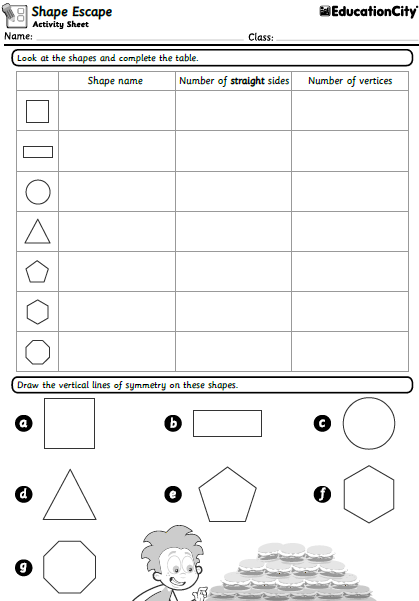 Shape Escape
Activity Sheet
EducationCity
Name:
Class:
Look at the shapes and complete the table.
Shape name Number of straight sides Number of vertices
Draw the vertical lines of symmetry on these shapes.
a b c
d e f
g